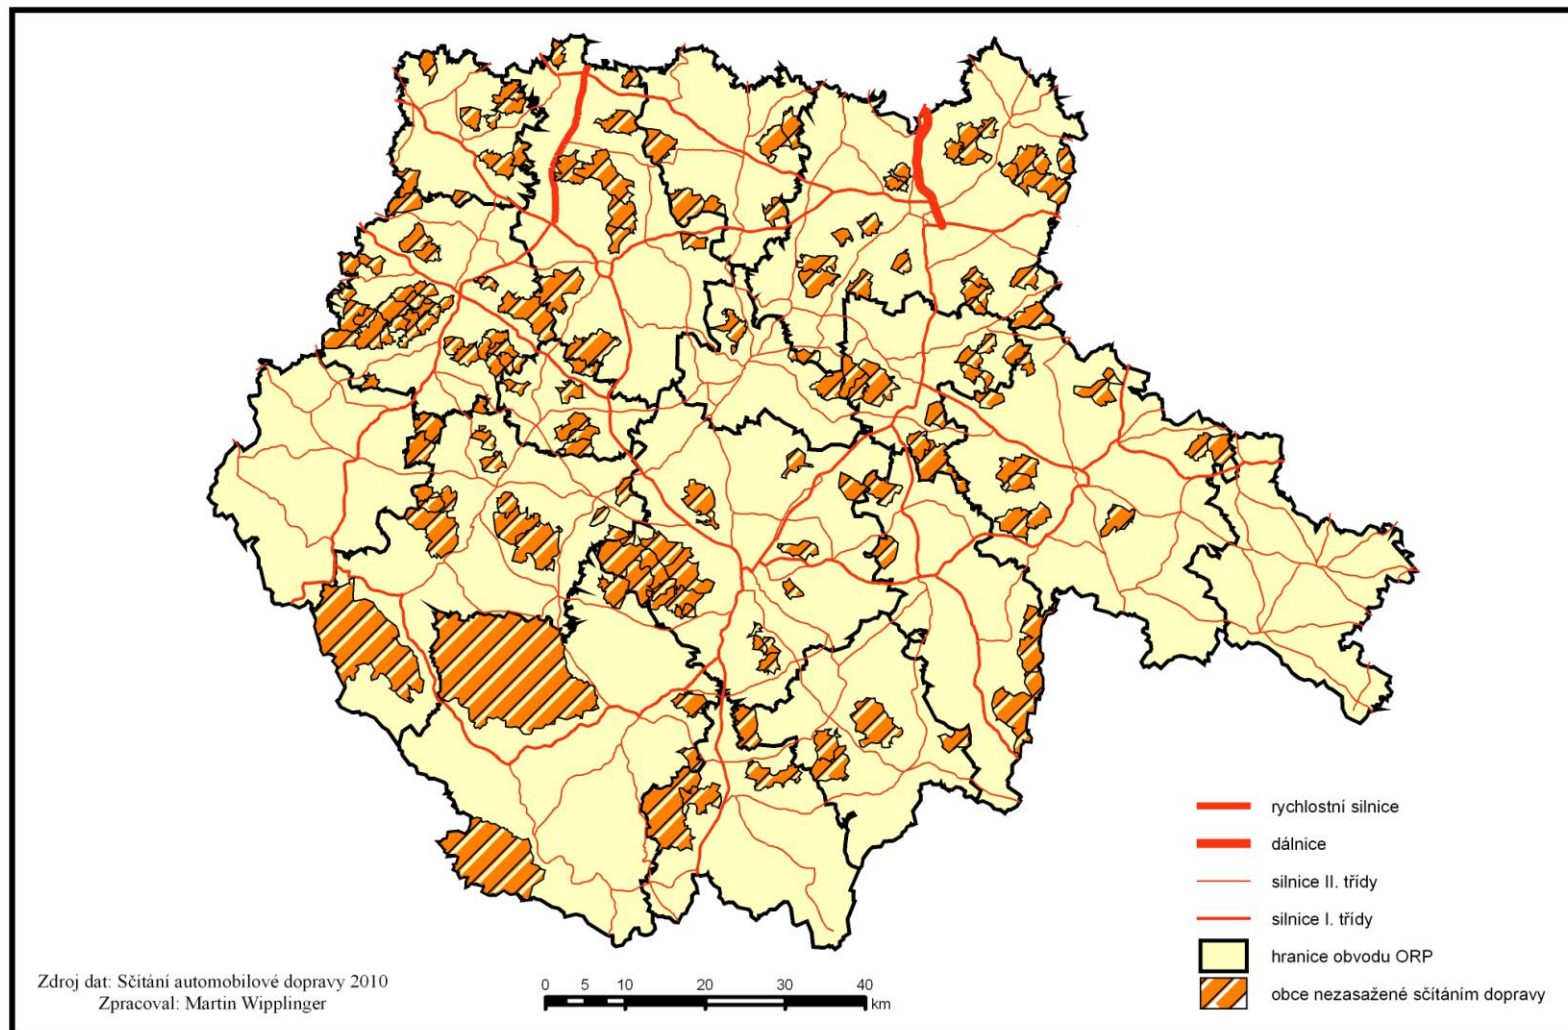 rychlostní silnice
dálnice
silnice II. třídy
silnice I. třídy
hranice obvodu ORP
obce nezasažené sčítáním dopravy
Zdroj dat: Sčítání automobilové dopravy 2010
Zpracoval: Martin Wipplinger
0 5 10 20 30 40
km